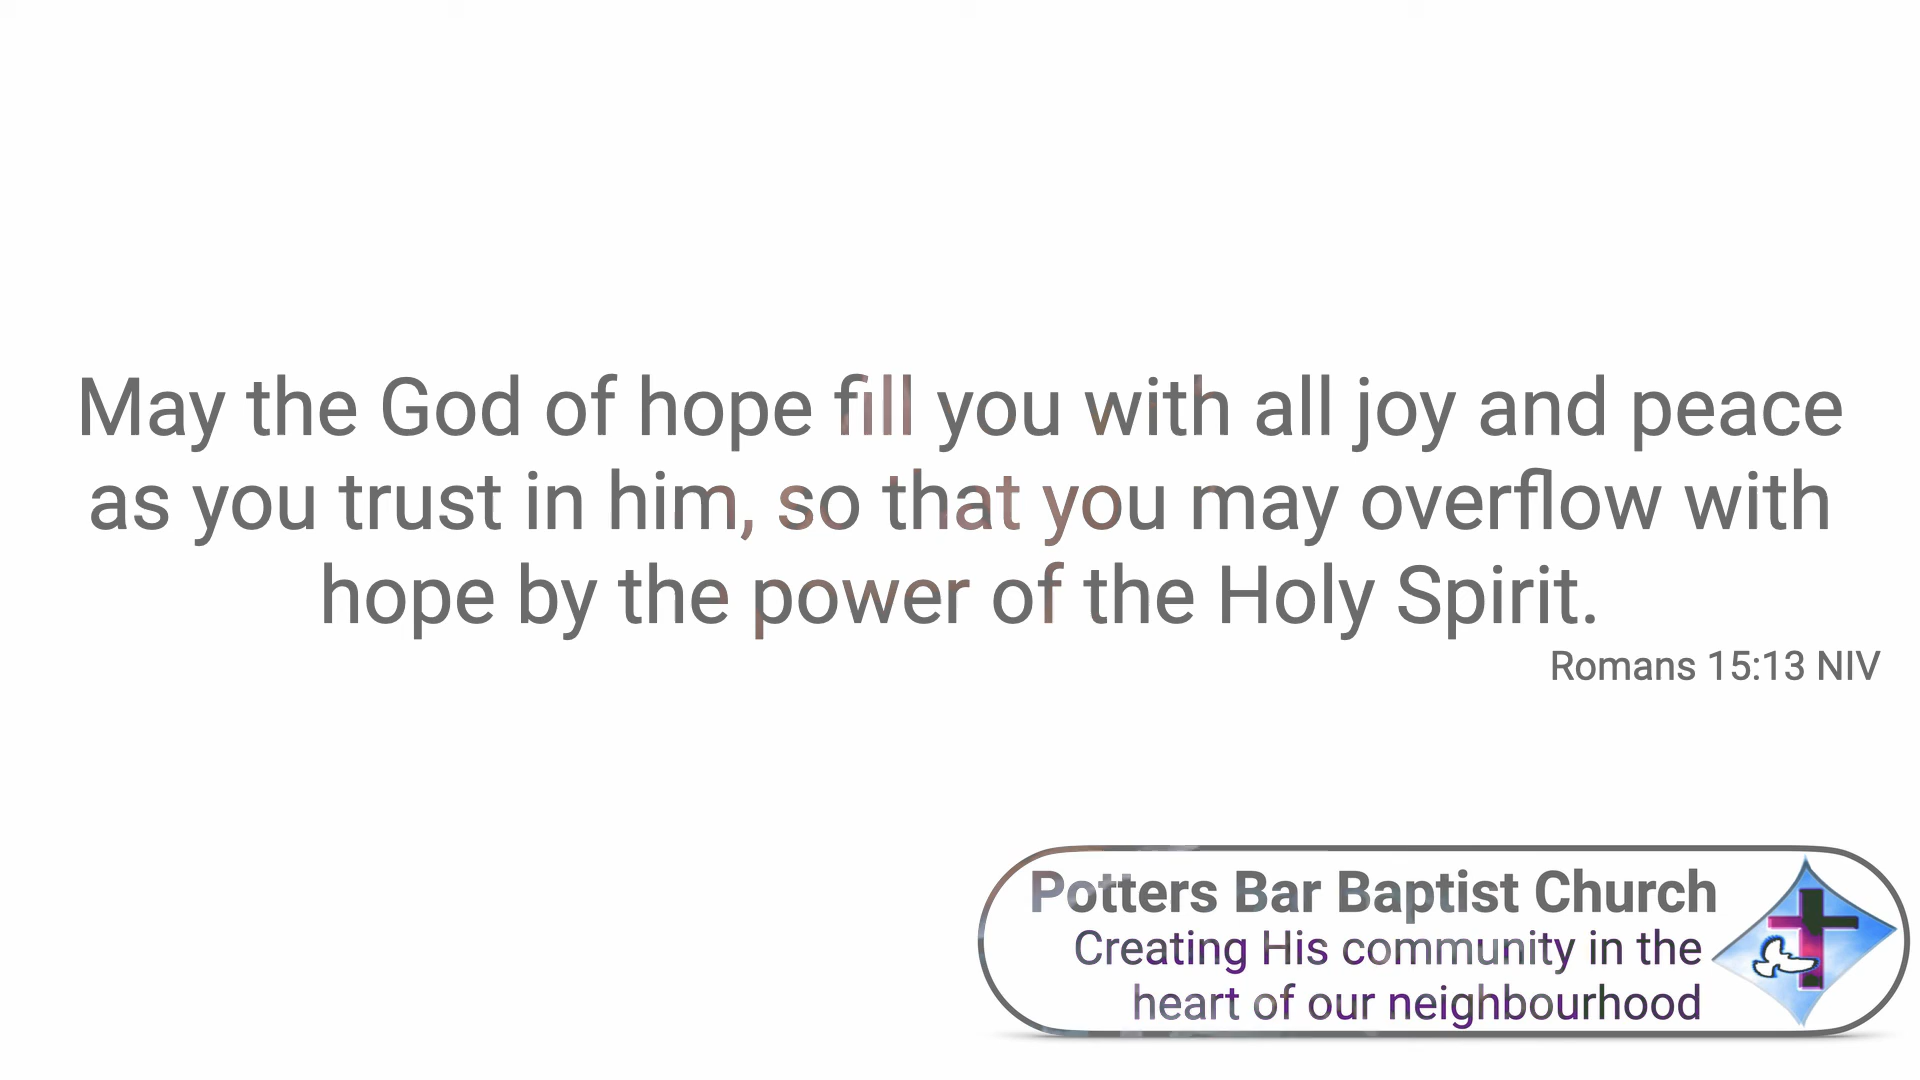 May the God of hope fill you with all joy and peace
as you trust in him, so that you may overflow with
hope by the power of the Holy Spirit.
Romans 15:13 NIV
Potters Bar Baptist Church
Creating His community in the
heart of our neighbourhood